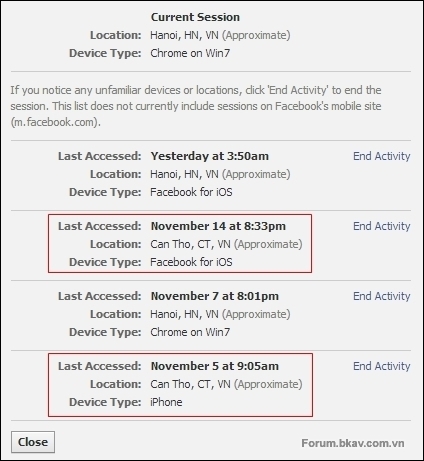 Current Session
Location: Hanoi, HN, VN (Approximate)
Device Type: Chrome on Win7
If you notice any unfamiliar devices or locations, click 'End Activity' to end the
session. This list does not currently include sessions on Facebook's mobile site
(m.facebook.com).
Last Accessed: Yesterday at 3:50am End Activity
Location: Hanoi, HN, VN (Approximate)
Device Type: Facebook for iOS
Last Accessed: November 14 at 8:33pm End Activity
Location: Can Tho, CT, VN (Approximate)
Device Type: Facebook for iOS
Last Accessed: November 7 at 8:01pm End Activity
Location: Hanoi, HN, VN (Approximate)
Device Type: Chrome on Win7
Last Accessed: November 5 at 9:05am End Activity
Location: Can Tho, CT, VN (Approximate)
Device Type: iPhone
Close
Forum.bkav.com.vn